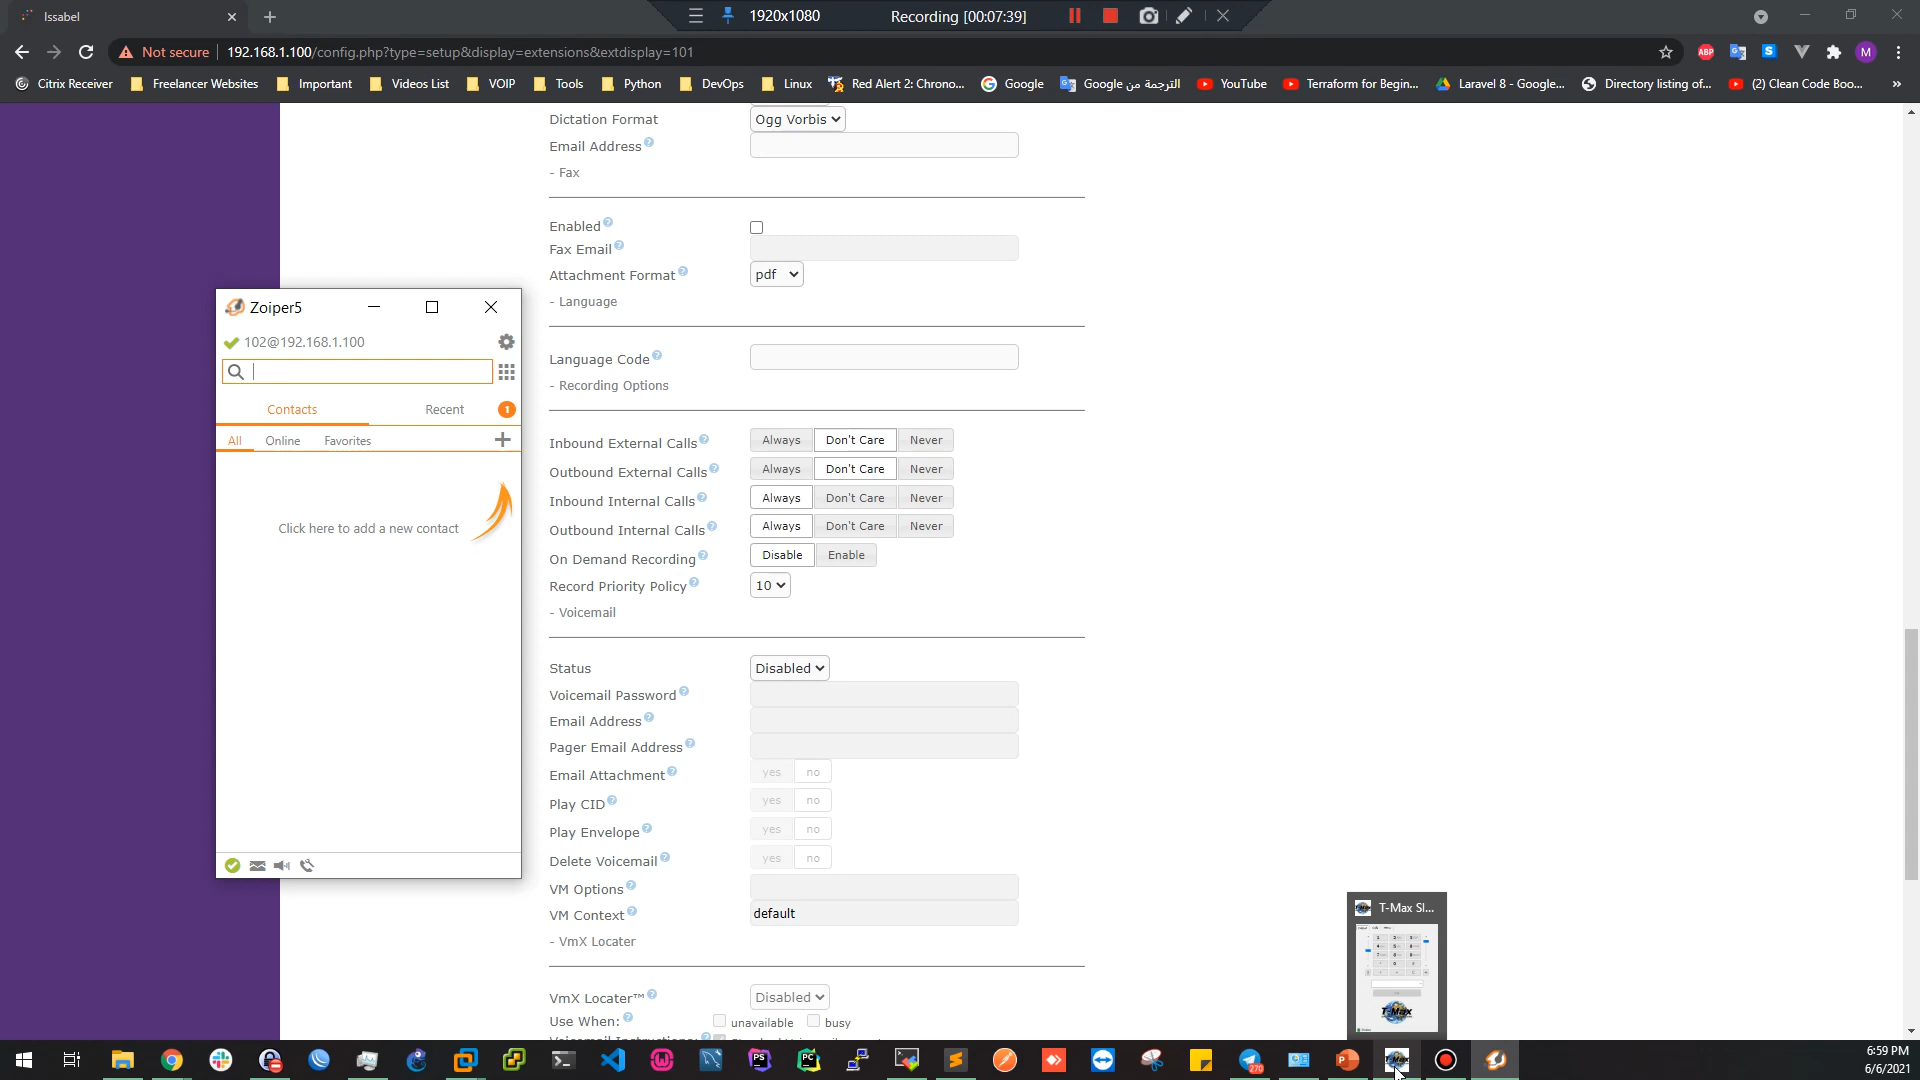 Issabel
1920x1080
Recording [00:07:39]
Not secure
192.168.1.100/config.php?type=setup&display=extensions&extdisplay=101
ABP
M
Citrix Receiver
Freelancer Websites
Important
Videos List
VOIP
Tools
Python
DevOps
Linux
Red Alert 2: Chrono...
Google
Google الترجمة من
YouTube
Terraform for Begin...
Laravel 8 - Google...
Directory listing of...
(2) Clean Code Boo...
»
Dictation Format
Ogg Vorbis
Email Address
- Fax
Enabled
Fax Email
Attachment Format
pdf
- Language
Language Code
- Recording Options
Inbound External Calls
Always Don't Care Never
Outbound External Calls
Always Don't Care Never
Inbound Internal Calls
Always Don't Care Never
Outbound Internal Calls
Always Don't Care Never
On Demand Recording
Disable Enable
Record Priority Policy
10
- Voicemail
Status
Disabled
Voicemail Password
Email Address
Pager Email Address
Email Attachment
yes no
Play CID
yes no
Play Envelope
yes no
Delete Voicemail
yes no
VM Options
VM Context
default
- VmX Locater
VmX Locater™
Disabled
Use When:
unavailable busy
Zoiper5
102@192.168.1.100
Contacts
Recent
1
All
Online
Favorites
Click here to add a new contact
T-Max Sl...
T-Max
6:59 PM
6/6/2021